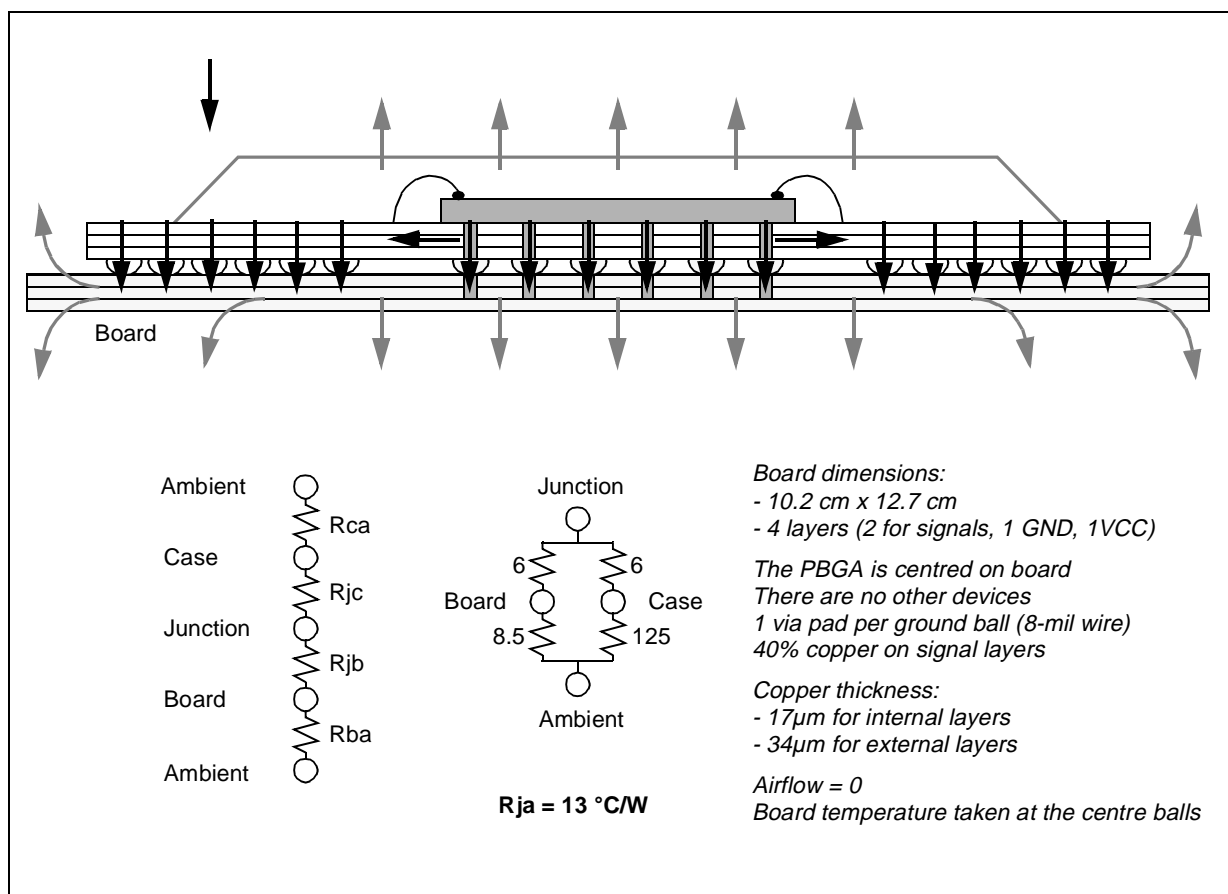 Board
Ambient
Rca
Case
Rjc
Junction
Rjb
Board
Rba
Ambient
Junction
6
6
Board
Case
8.5
125
Ambient
Rja = 13 °C/W
Board dimensions:
- 10.2 cm x 12.7 cm
- 4 layers (2 for signals, 1 GND, 1VCC)
The PBGA is centred on board
There are no other devices
1 via pad per ground ball (8-mil wire)
40% copper on signal layers
Copper thickness:
- 17µm for internal layers
- 34µm for external layers
Airflow = 0
Board temperature taken at the centre balls